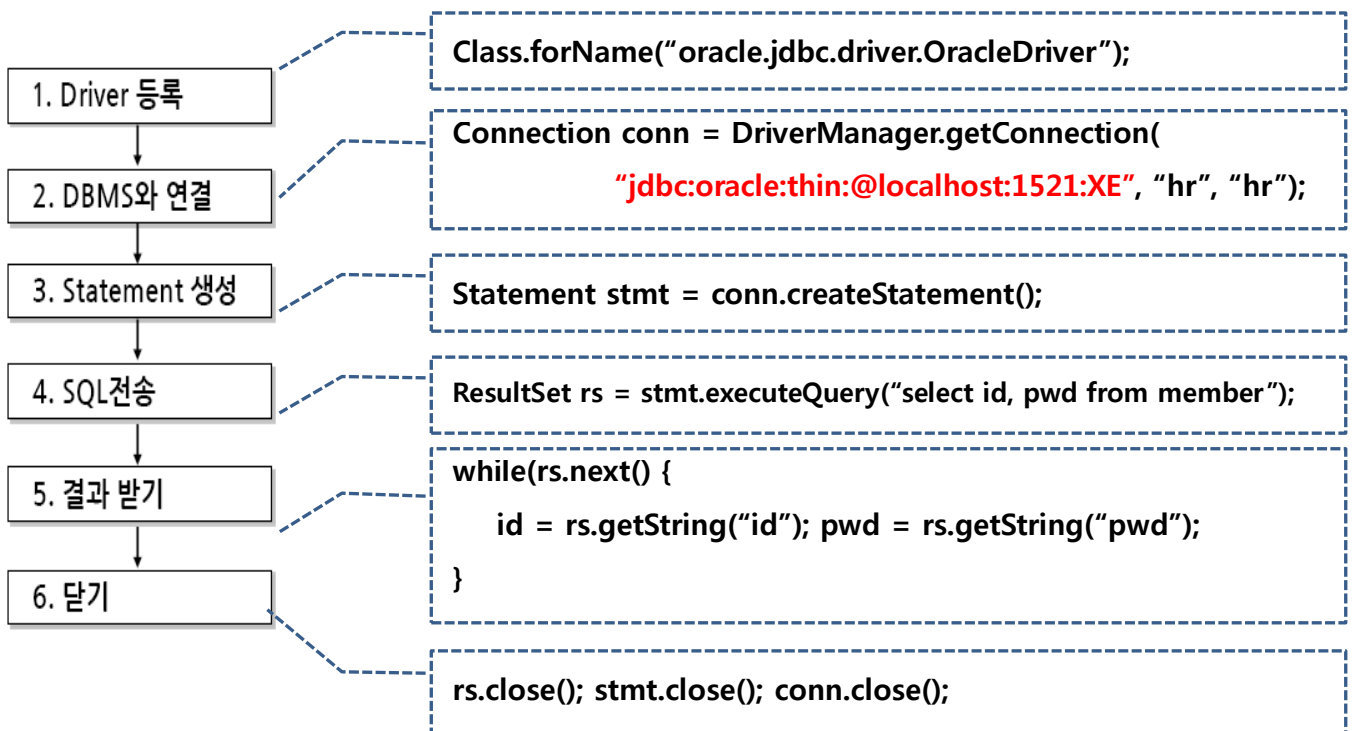 1. Driver 등록
Class.forName(“oracle.jdbc.driver.OracleDriver”);
2. DBMS와 연결
Connection conn = DriverManager.getConnection(
“jdbc:oracle:thin:@localhost:1521:XE”, “hr”, “hr”);
3. Statement 생성
Statement stmt = conn.createStatement();
4. SQL전송
ResultSet rs = stmt.executeQuery(“select id, pwd from member”);
5. 결과 받기
while(rs.next() {
id = rs.getString(“id”); pwd = rs.getString(“pwd”);
}
6. 닫기
rs.close(); stmt.close(); conn.close();